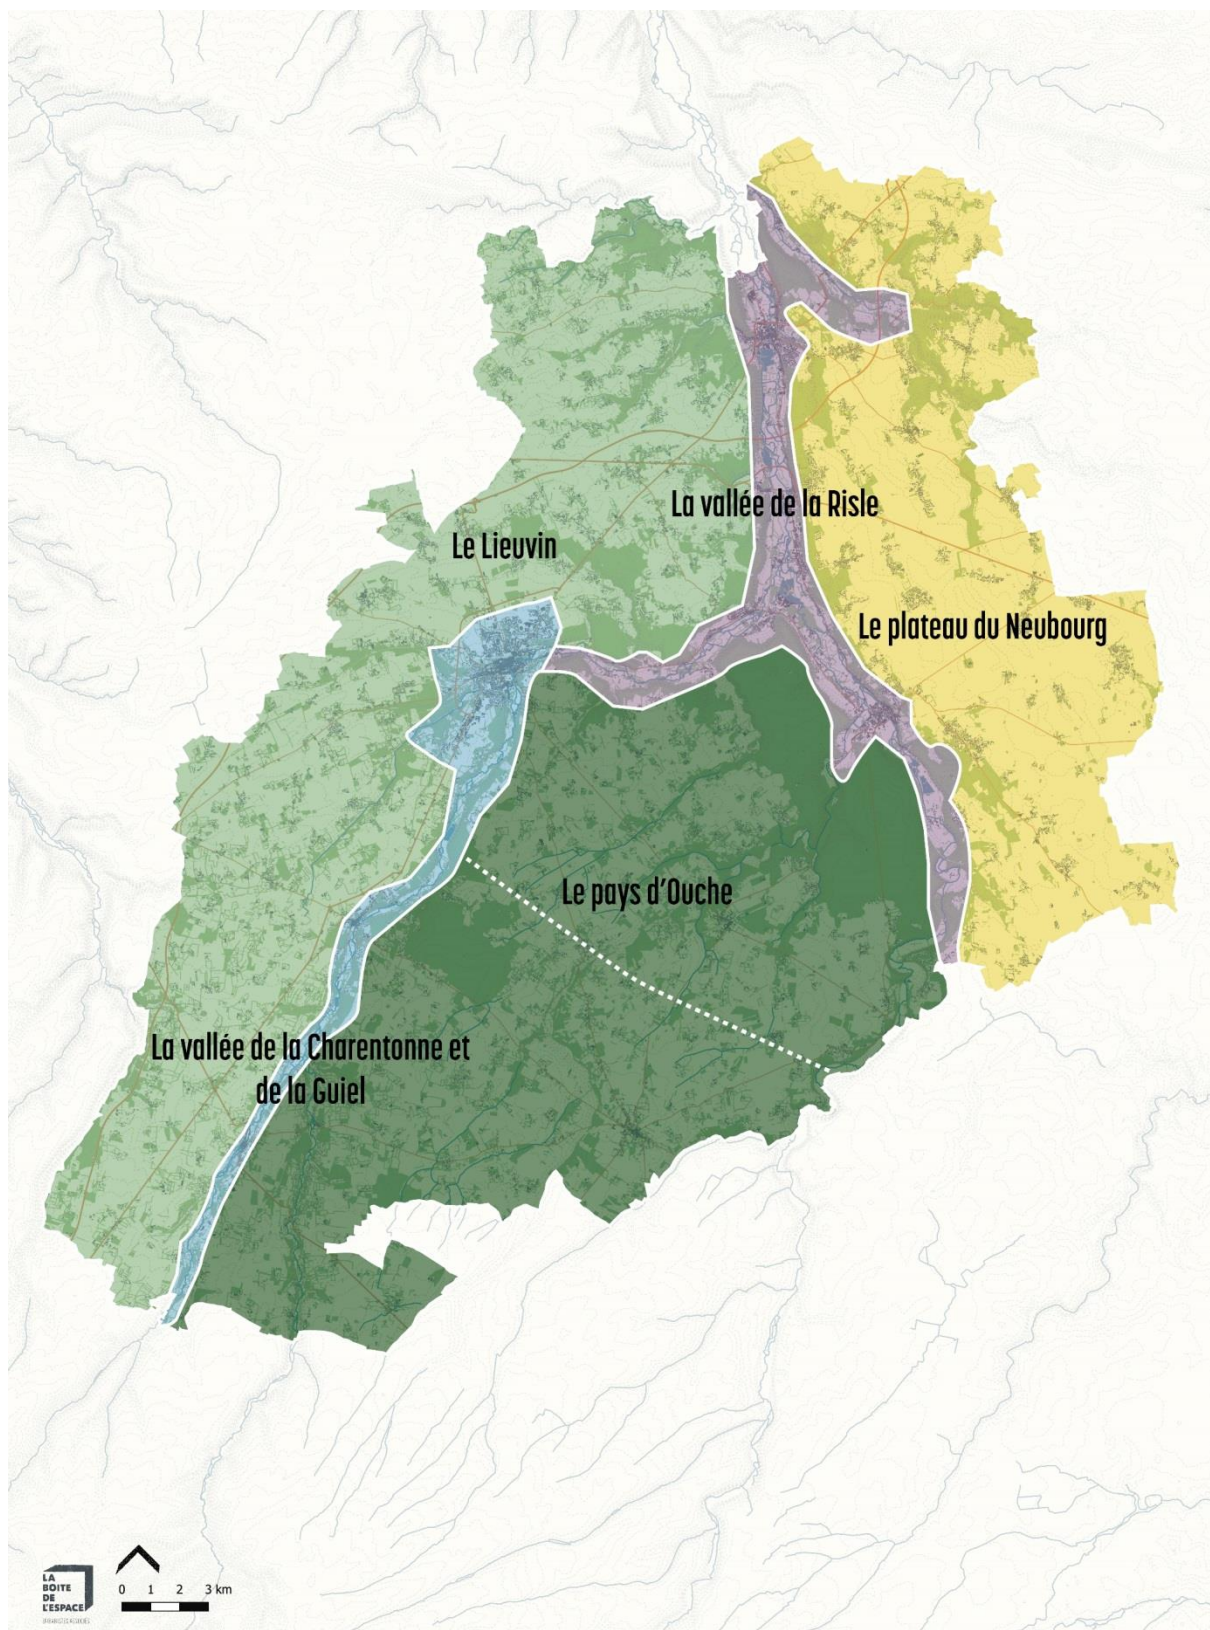 La vallée de la Risle
Le Lieuvin
Le plateau du Neubourg
Le pays d'Ouche
La vallée de la Charentonne et
de la Guiel
LA
BOITE
DE
L'ESPACE
0 1 2 3 km